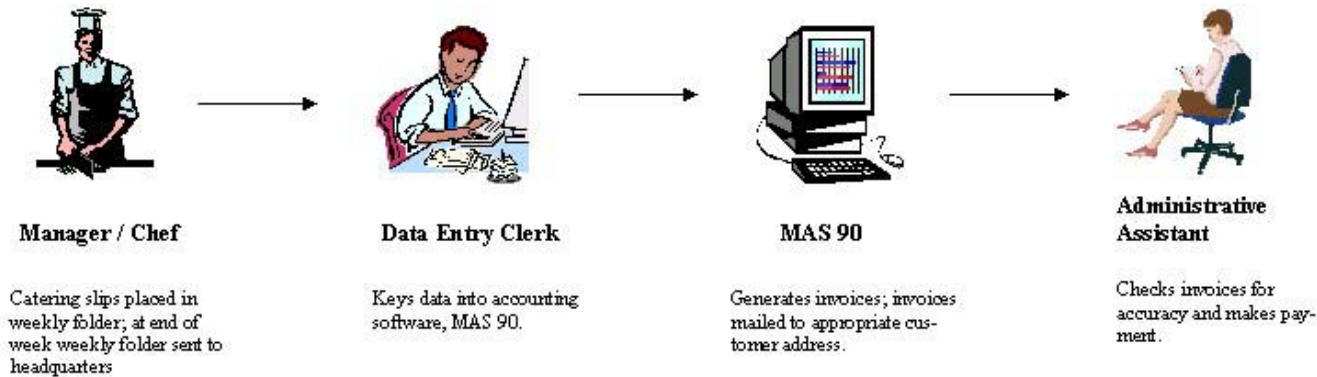 Manager / Chef
Catering slips placed in
weekly folder; at end of
week weekly folder sent to
headquarters
Data Entry Clerk
Keys data into accounting
software, MAS 90.
MAS 90
Generates invoices; invoices
mailed to appropriate cus-
tomer address.
Administrative
Assistant
Checks invoices for
accuracy and makes pay-
ment.